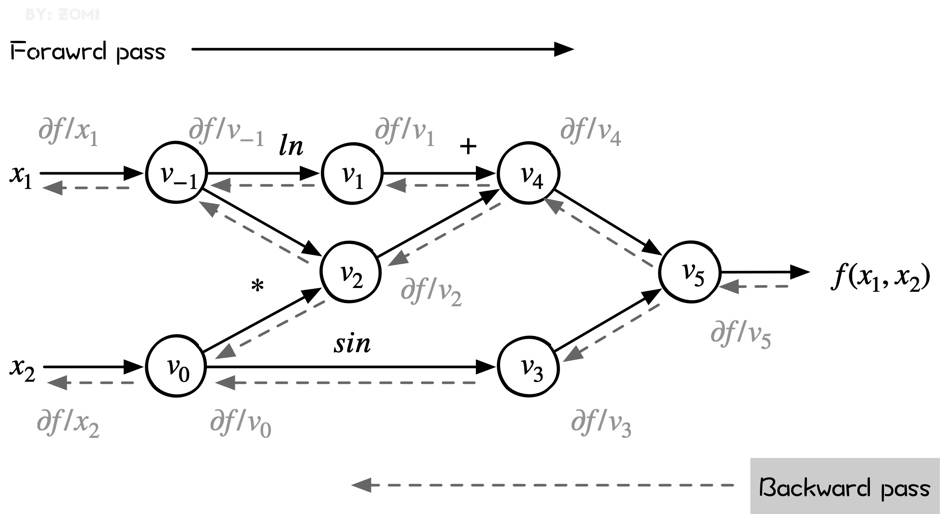 BY: ZOMI
Forawrd pass
∂f/x₁
∂f/v₋₁
ln
∂f/v₁
+
∂f/v₄
x₁
v₋₁
v₁
v₄
v₂
*
∂f/v₂
v₅
f(x₁, x₂)
sin
∂f/v₅
x₂
v₀
v₃
∂f/x₂
∂f/v₀
∂f/v₃
Backward pass